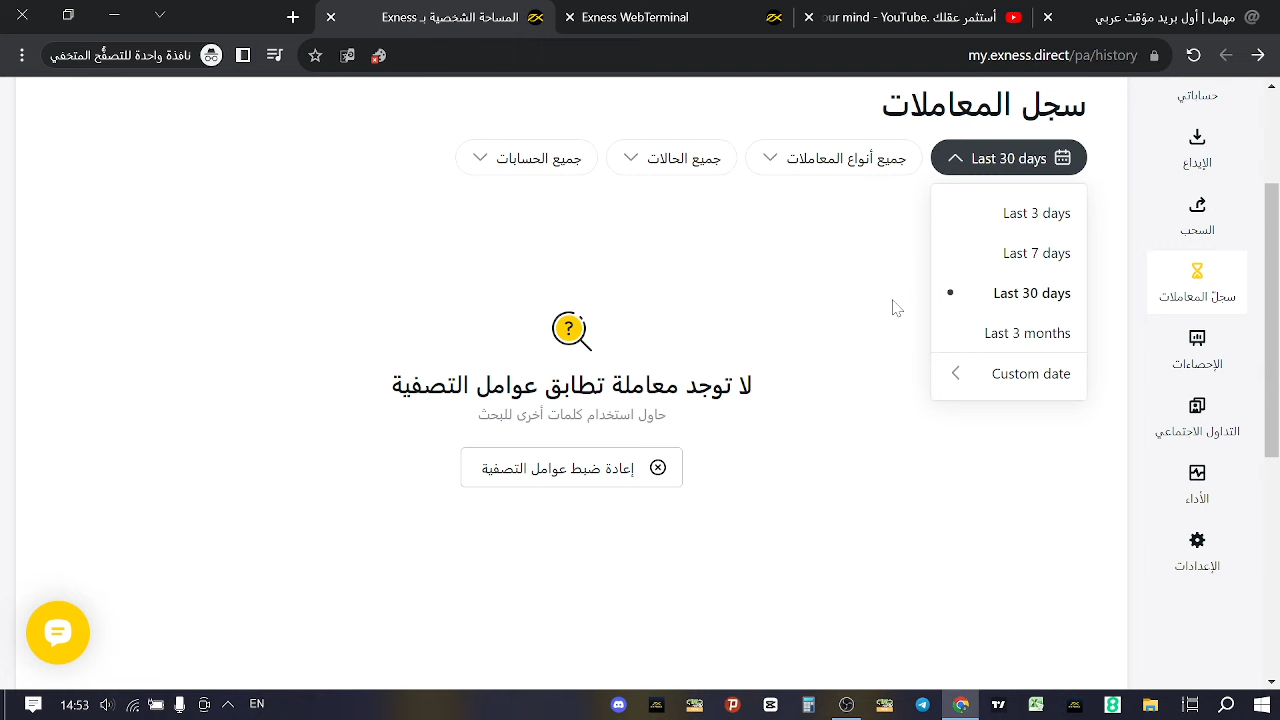 مهمل | أول بريد مؤقت عربي
أستثمر عقلك .our mind - YouTube
Exness WebTerminal
المساحة الشخصية بـ Exness
my.exness.direct/pa/history
نافذة واحدة للتصفُّح المتخفي
حساباتي
الإيداع
السحب
سجلّ المعاملات
الإحصاءات
التداول الاجتماعي
الأداء
الإعدادات
سجل المعاملات
Last 30 days
جميع أنواع المعاملات
جميع الحالات
جميع الحسابات
Last 3 days
Last 7 days
Last 30 days
Last 3 months
Custom date
لا توجد معاملة تطابق عوامل التصفية
حاول استخدام كلمات أخرى للبحث
إعادة ضبط عوامل التصفية
14:53
EN